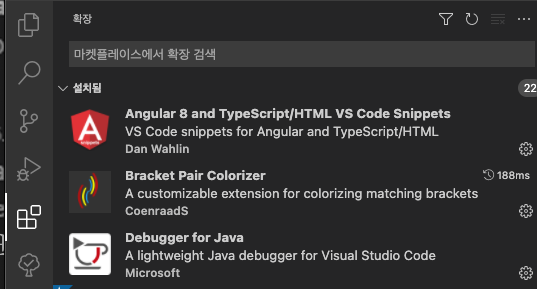 확장
마켓플레이스에서 확장 검색
설치됨
22
Angular 8 and TypeScript/HTML VS Code Snippets
VS Code snippets for Angular and TypeScript/HTML
Dan Wahlin
Bracket Pair Colorizer
188ms
A customizable extension for colorizing matching brackets
CoenraadS
Debugger for Java
A lightweight Java debugger for Visual Studio Code
Microsoft